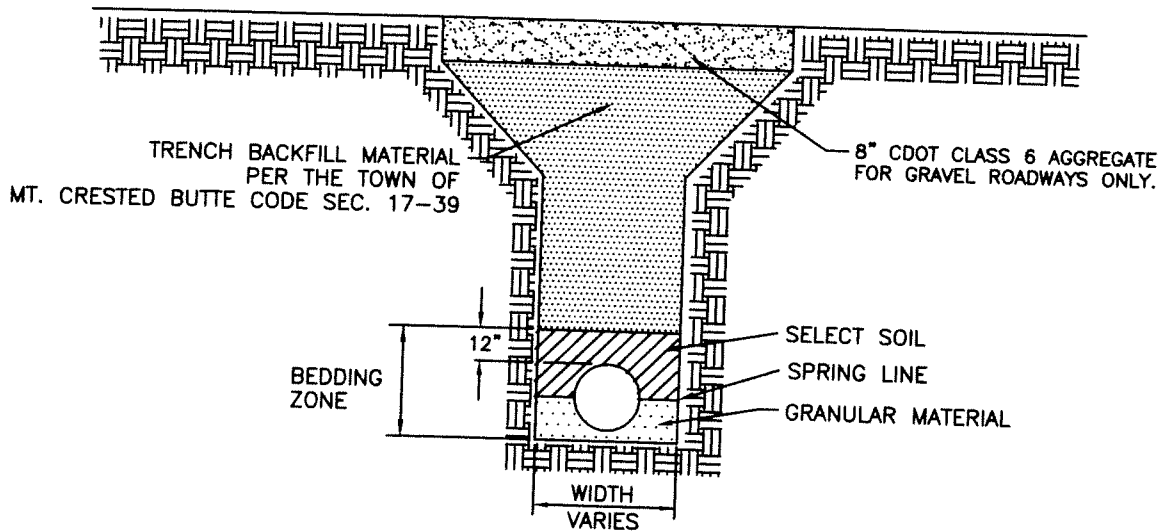 TRENCH BACKFILL MATERIAL
PER THE TOWN OF
MT. CRESTED BUTTE CODE SEC. 17-39
8" CDOT CLASS 6 AGGREGATE
FOR GRAVEL ROADWAYS ONLY.
12"
BEDDING
ZONE
SELECT SOIL
SPRING LINE
GRANULAR MATERIAL
WIDTH
VARIES